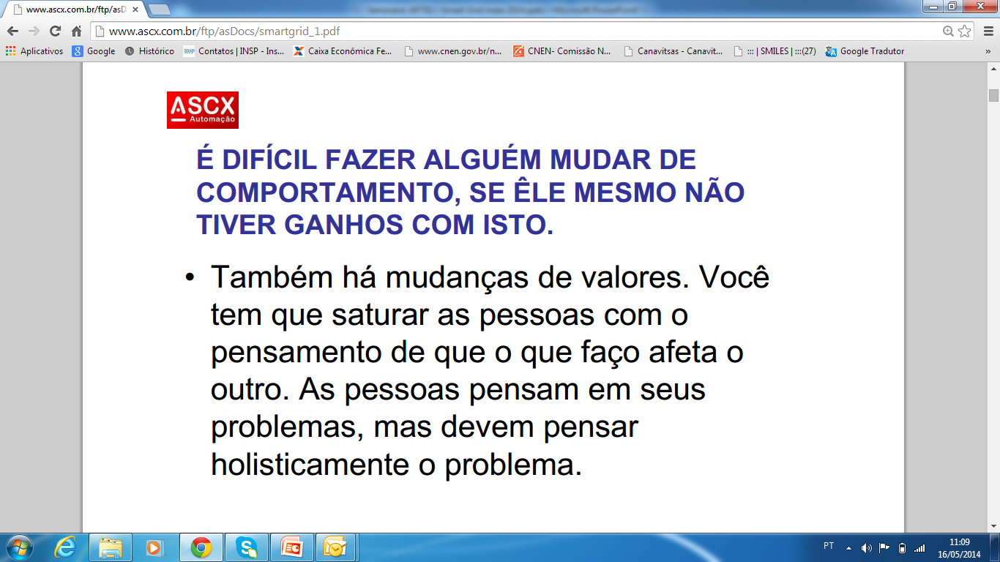 www.ascx.com.br/ftp/asD
www.ascx.com.br/ftp/asDocs/smartgrid_1.pdf
Aplicativos Google Histórico Contatos | INSP - Ins... Caixa Econômica Fe... www.cnen.gov.br/n... CNEN- Comissão N... Canavitsas - Canavit... ::: | SMILES | :::(27) Google Tradutor »
ASCX
Automação
É DIFÍCIL FAZER ALGUÉM MUDAR DE
COMPORTAMENTO, SE ÊLE MESMO NÃO
TIVER GANHOS COM ISTO.
• Também há mudanças de valores. Você
tem que saturar as pessoas com o
pensamento de que o que faço afeta o
outro. As pessoas pensam em seus
problemas, mas devem pensar
holisticamente o problema.
PT
11:09
16/05/2014